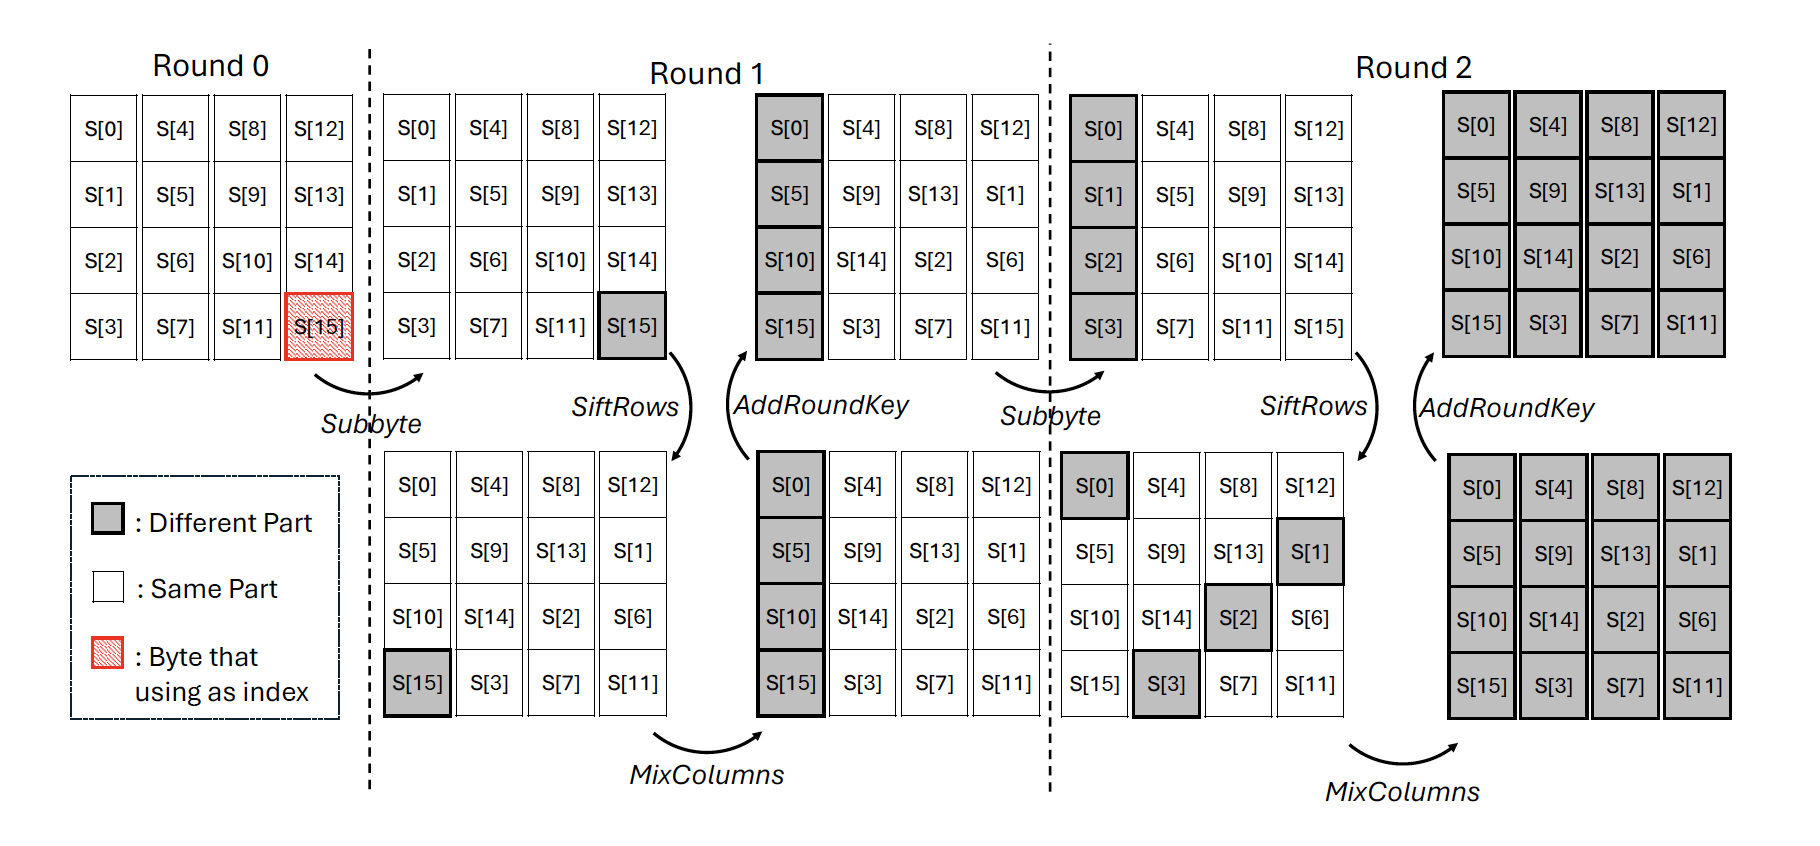 Round 0
Round 1
Round 2
S[0] S[4] S[8] S[12]
S[1] S[5] S[9] S[13]
S[2] S[6] S[10] S[14]
S[3] S[7] S[11] S[15]
S[0] S[4] S[8] S[12]
S[1] S[5] S[9] S[13]
S[2] S[6] S[10] S[14]
S[3] S[7] S[11] S[15]
S[0] S[4] S[8] S[12]
S[5] S[9] S[13] S[1]
S[10] S[14] S[2] S[6]
S[15] S[3] S[7] S[11]
S[0] S[4] S[8] S[12]
S[1] S[5] S[9] S[13]
S[2] S[6] S[10] S[14]
S[3] S[7] S[11] S[15]
S[0] S[4] S[8] S[12]
S[5] S[9] S[13] S[1]
S[10] S[14] S[2] S[6]
S[15] S[3] S[7] S[11]
Subbyte
SiftRows
AddRoundKey
Subbyte
SiftRows
AddRoundKey
: Different Part
: Same Part
: Byte that
using as index
S[0] S[4] S[8] S[12]
S[5] S[9] S[13] S[1]
S[10] S[14] S[2] S[6]
S[15] S[3] S[7] S[11]
S[0] S[4] S[8] S[12]
S[5] S[9] S[13] S[1]
S[10] S[14] S[2] S[6]
S[15] S[3] S[7] S[11]
S[0] S[4] S[8] S[12]
S[5] S[9] S[13] S[1]
S[10] S[14] S[2] S[6]
S[15] S[3] S[7] S[11]
S[0] S[4] S[8] S[12]
S[5] S[9] S[13] S[1]
S[10] S[14] S[2] S[6]
S[15] S[3] S[7] S[11]
MixColumns
MixColumns